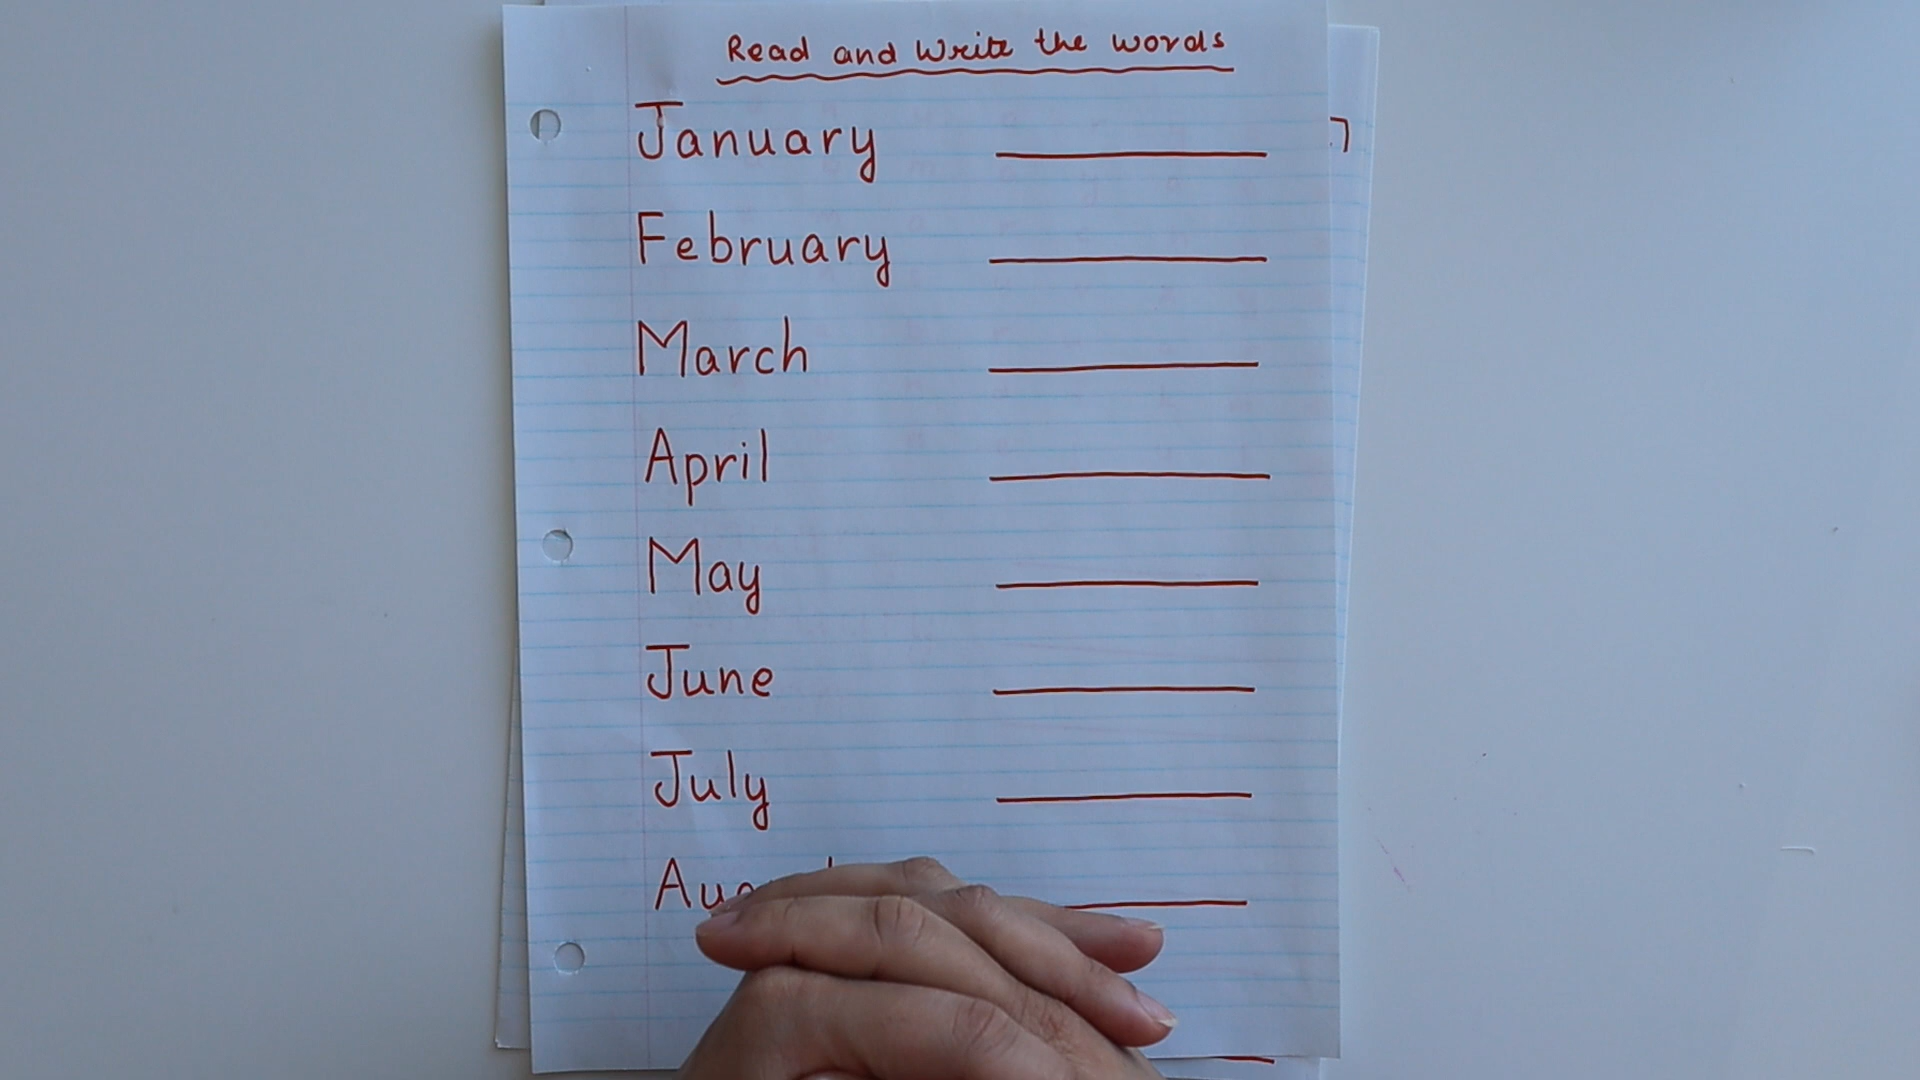 Read and Write the words
January
February
March
April
May
June
July